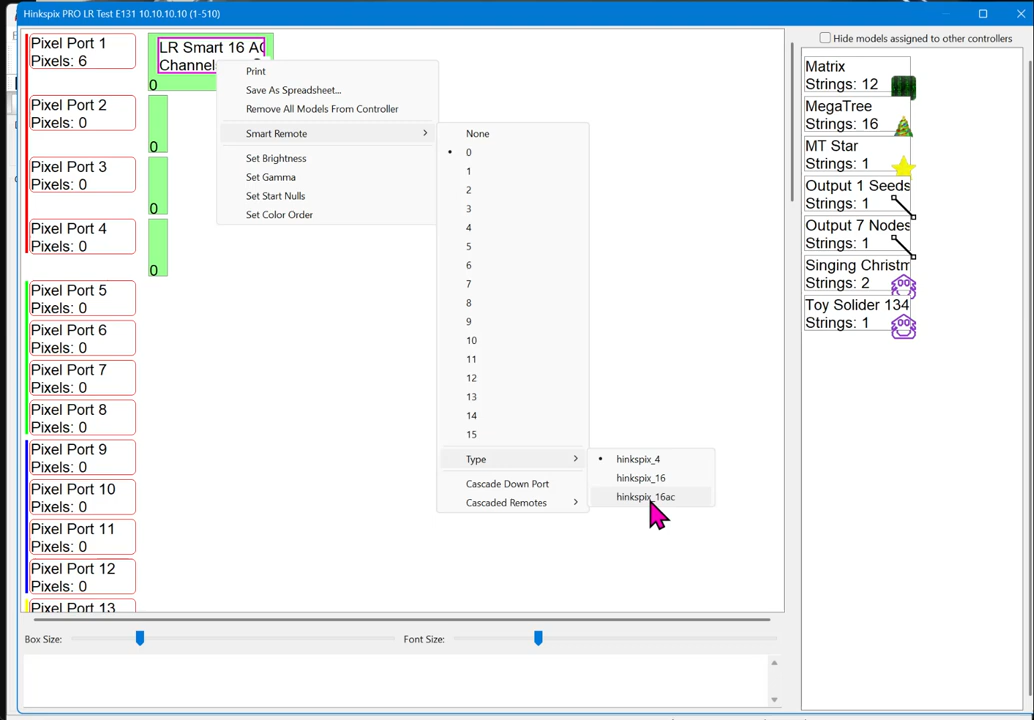 Hinkspix PRO LR Test E131 10.10.10.10 (1-510)
Pixel Port 1
Pixels: 6
LR Smart 16 AC
Channel
0
Print
Save As Spreadsheet...
Remove All Models From Controller
Smart Remote
Set Brightness
Set Gamma
Set Start Nulls
Set Color Order
None
0
1
2
3
4
5
6
7
8
9
10
11
12
13
14
15
Type
Cascade Down Port
Cascaded Remotes
hinkspix_4
hinkspix_16
hinkspix_16ac
Pixel Port 2
Pixels: 0
0
Pixel Port 3
Pixels: 0
0
Pixel Port 4
Pixels: 0
0
Pixel Port 5
Pixels: 0
Pixel Port 6
Pixels: 0
Pixel Port 7
Pixels: 0
Pixel Port 8
Pixels: 0
Pixel Port 9
Pixels: 0
Pixel Port 10
Pixels: 0
Pixel Port 11
Pixels: 0
Pixel Port 12
Pixels: 0
Pixel Port 13
Box Size:
Font Size:
Hide models assigned to other controllers
Matrix
Strings: 12
MegaTree
Strings: 16
MT Star
Strings: 1
Output 1 Seeds
Strings: 1
Output 7 Nodes
Strings: 1
Singing Christm
Strings: 2
Toy Solider 134
Strings: 1